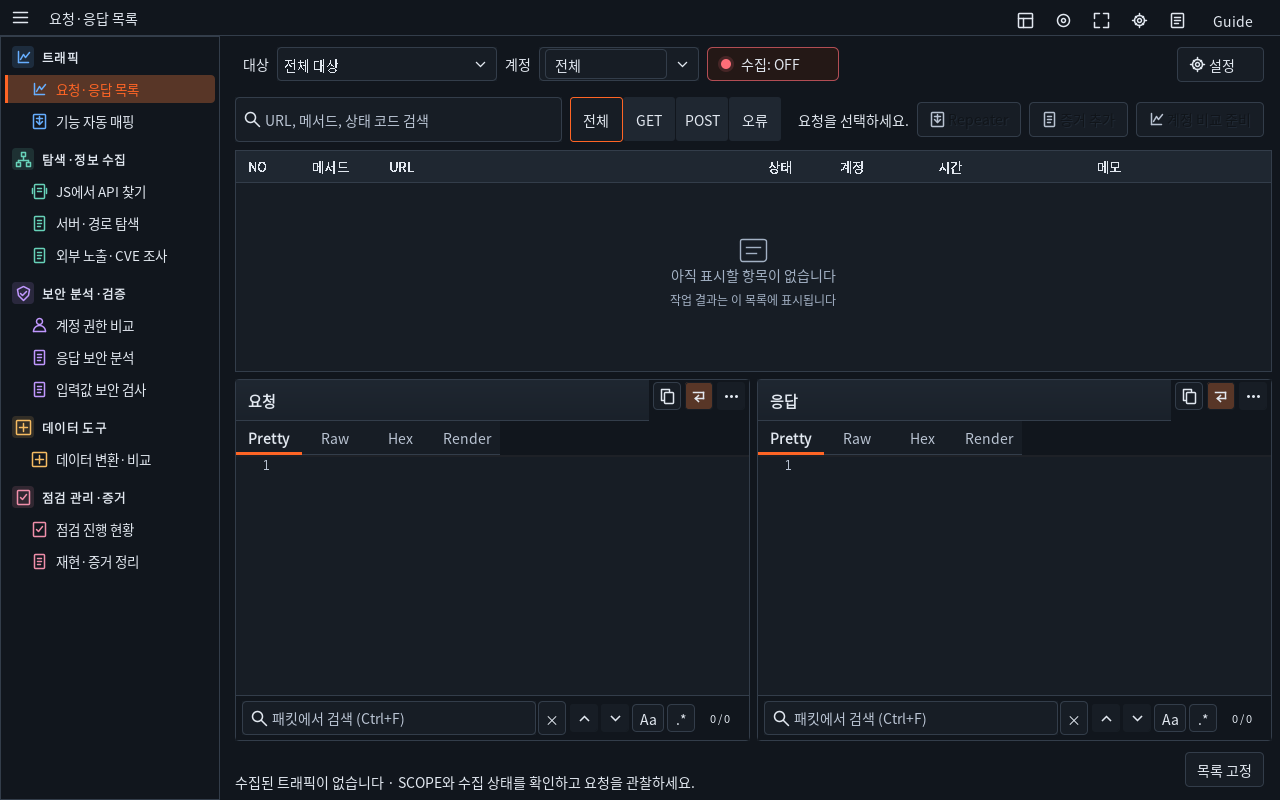 요청·응답 목록
Guide
트래픽
요청·응답 목록
기능 자동 매핑
탐색·정보 수집
JS에서 API 찾기
서버·경로 탐색
외부 노출·CVE 조사
보안 분석·검증
계정 권한 비교
응답 보안 분석
입력값 보안 검사
데이터 도구
데이터 변환·비교
점검 관리·증거
점검 진행 현황
재현·증거 정리
대상 전체 대상 계정 전체 수집: OFF 설정
URL, 메서드, 상태 코드 검색 전체 GET POST 오류 요청을 선택하세요. Repeater 증거 추가 계정 비교 준비
NO 메서드 URL 상태 계정 시간 메모
아직 표시할 항목이 없습니다
작업 결과는 이 목록에 표시됩니다
요청
Pretty Raw Hex Render
1
패킷에서 검색 (Ctrl+F) Aa .* 0/0
응답
Pretty Raw Hex Render
1
패킷에서 검색 (Ctrl+F) Aa .* 0/0
수집된 트래픽이 없습니다 · SCOPE와 수집 상태를 확인하고 요청을 관찰하세요.
목록 고정